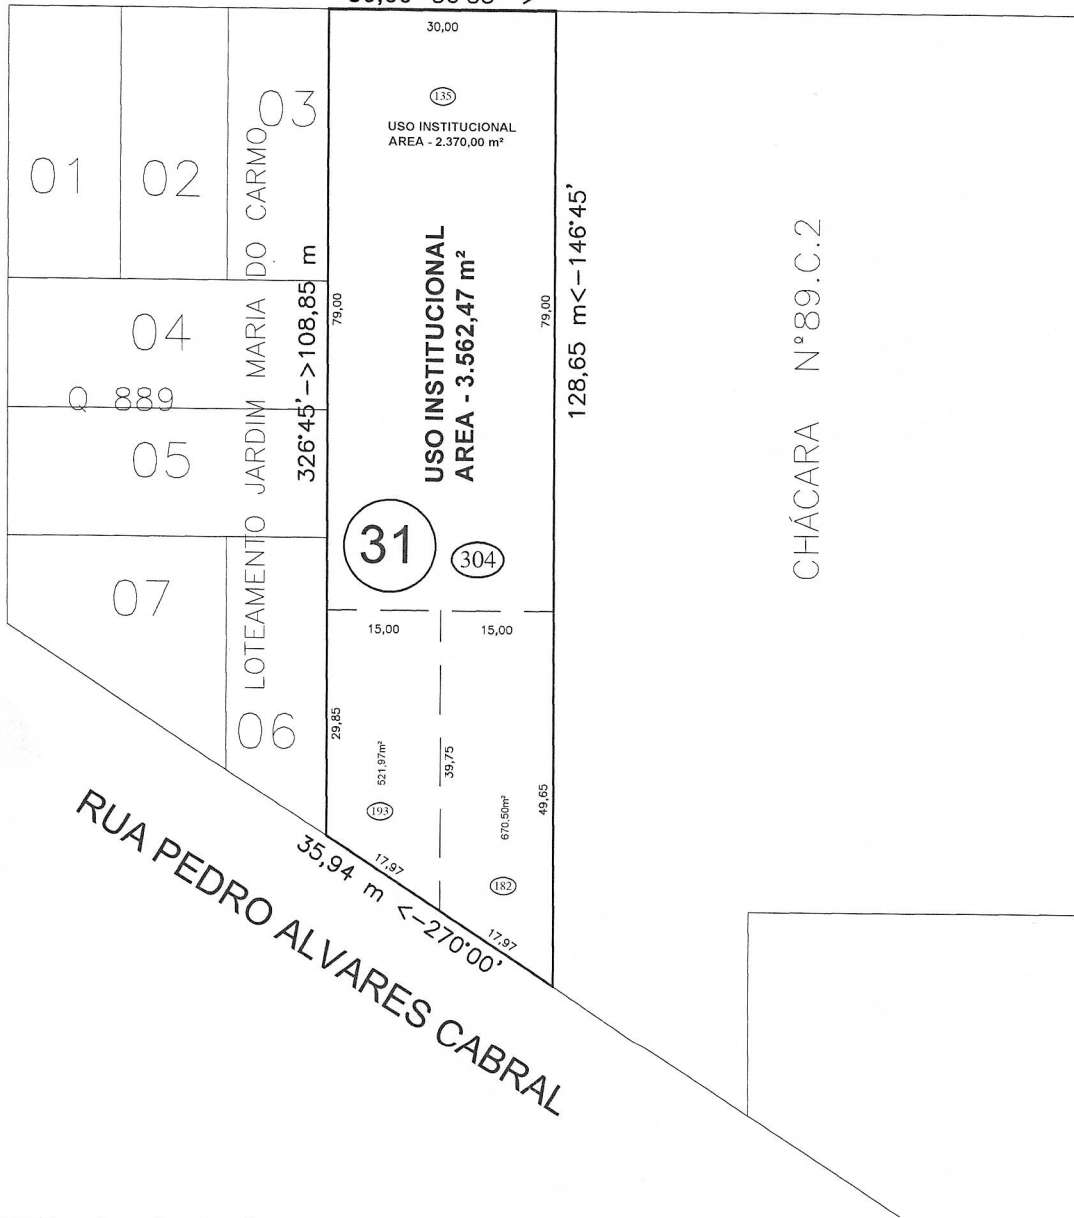 30,00
135
USO INSTITUCIONAL
AREA - 2.370,00 m²
03
01
02
04
Q 889
05
07
06
LOTEAMENTO JARDIM MARIA DO CARMO
326°45'->108,85 m
79,00
USO INSTITUCIONAL
AREA - 3.562,47 m²
79,00
128,65 m<-146°45'
CHÁCARA N°89.C.2
31
304
15,00
15,00
29,85
521,97m²
193
39,75
670,50m²
182
49,65
17,97
17,97
35,94 m <-270°00'
RUA PEDRO ALVARES CABRAL